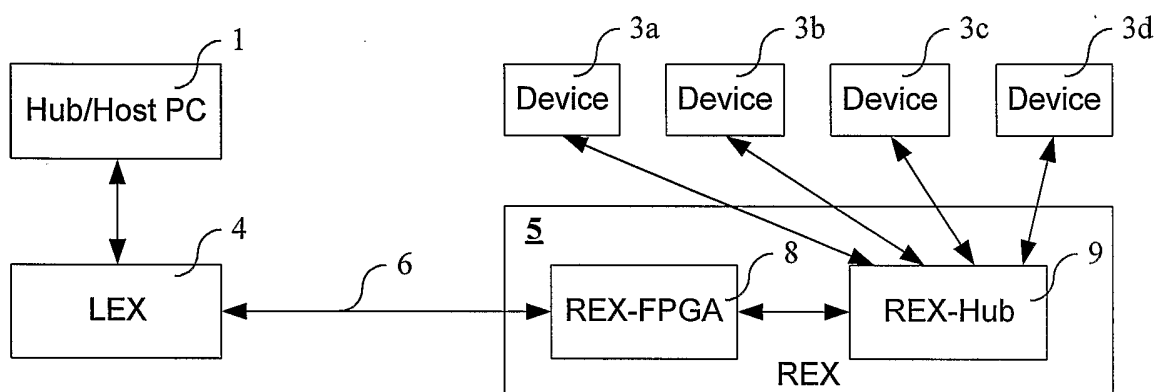 1
3a
3b
3c
3d
Hub/Host PC
Device
Device
Device
Device
4
5
8
9
6
LEX
REX-FPGA
REX-Hub
REX